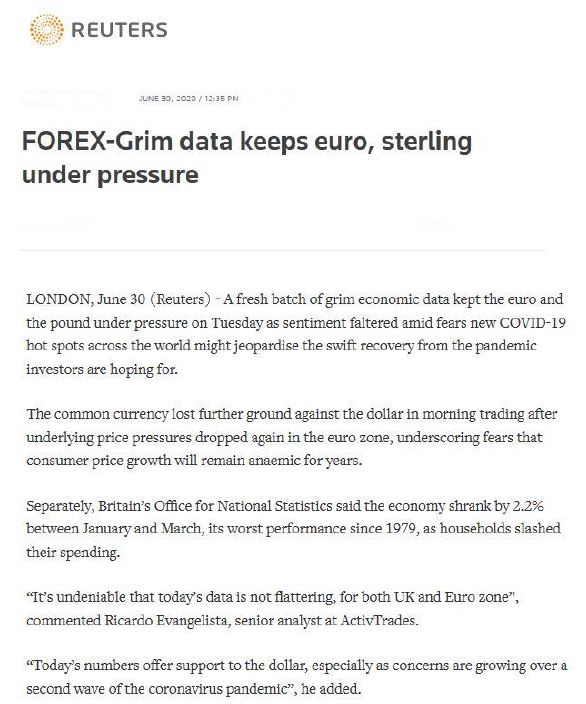 REUTERS
JUNE 30, 2020 / 12:35 PM
FOREX-Grim data keeps euro, sterling
under pressure
LONDON, June 30 (Reuters) - A fresh batch of grim economic data kept the euro and
the pound under pressure on Tuesday as sentiment faltered amid fears new COVID-19
hot spots across the world might jeopardise the swift recovery from the pandemic
investors are hoping for.
The common currency lost further ground against the dollar in morning trading after
underlying price pressures dropped again in the euro zone, underscoring fears that
consumer price growth will remain anaemic for years.
Separately, Britain’s Office for National Statistics said the economy shrank by 2.2%
between January and March, its worst performance since 1979, as households slashed
their spending.
“It’s undeniable that today’s data is not flattering, for both UK and Euro zone”,
commented Ricardo Evangelista, senior analyst at ActivTrades.
“Today’s numbers offer support to the dollar, especially as concerns are growing over a
second wave of the coronavirus pandemic”, he added.